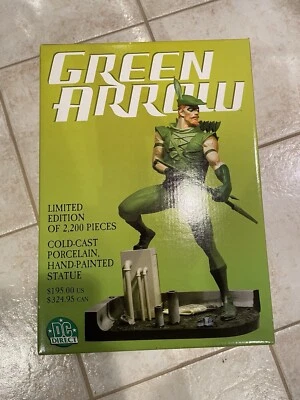 GREEN
ARROW
LIMITED
EDITION
OF 2,200 PIECES
COLD-CAST
PORCELAIN,
HAND-PAINTED
STATUE
$195.00 US
$324.95 CAN
DC
DIRECT